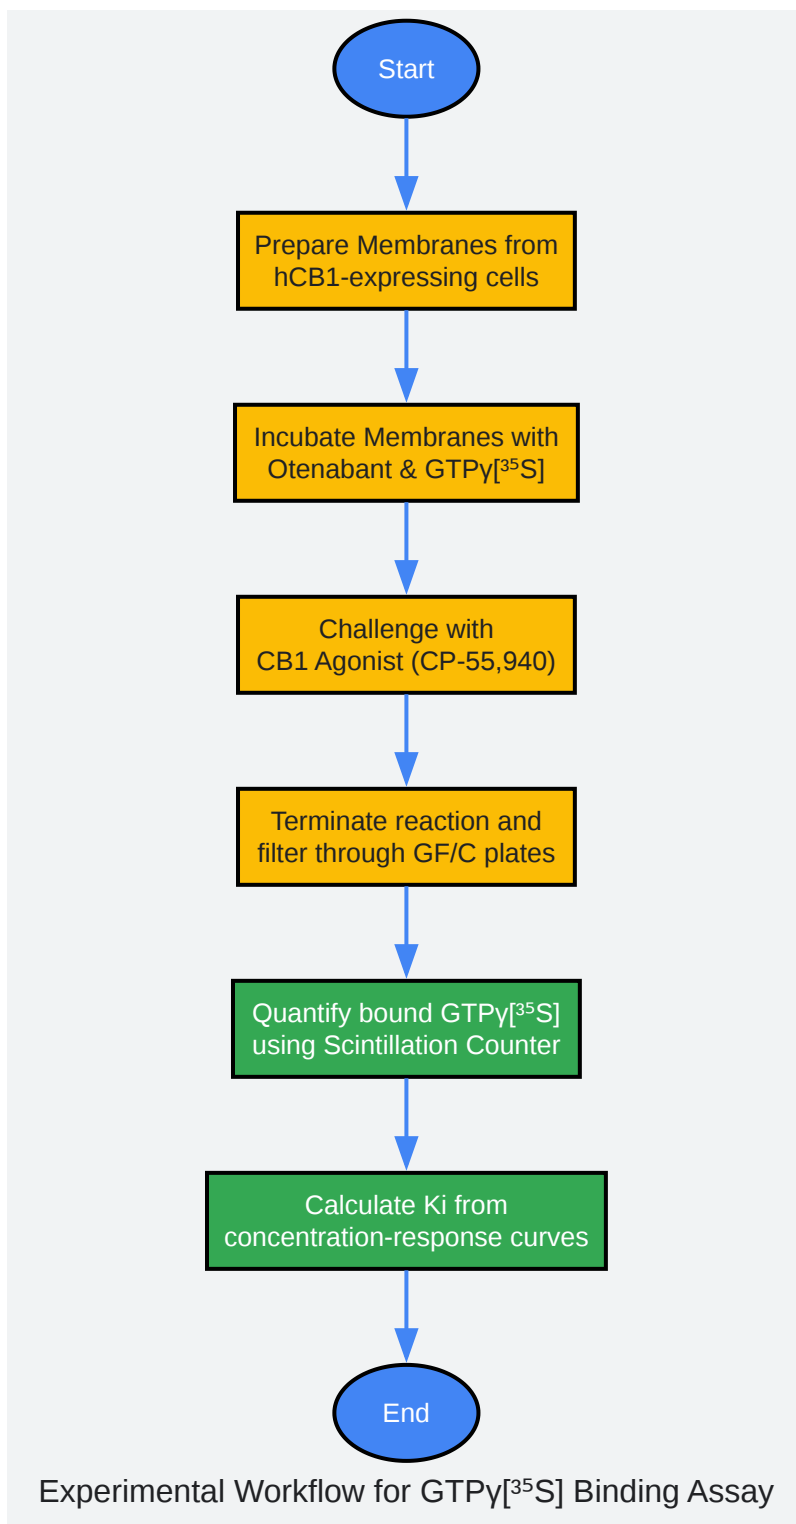 Start
Prepare Membranes from
hCB1-expressing cells
Incubate Membranes with
Otenabant & GTPγ[³⁵S]
Challenge with
CB1 Agonist (CP-55,940)
Terminate reaction and
filter through GF/C plates
Quantify bound GTPγ[³⁵S]
using Scintillation Counter
Calculate Ki from
concentration-response curves
End
Experimental Workflow for GTPγ[³⁵S] Binding Assay